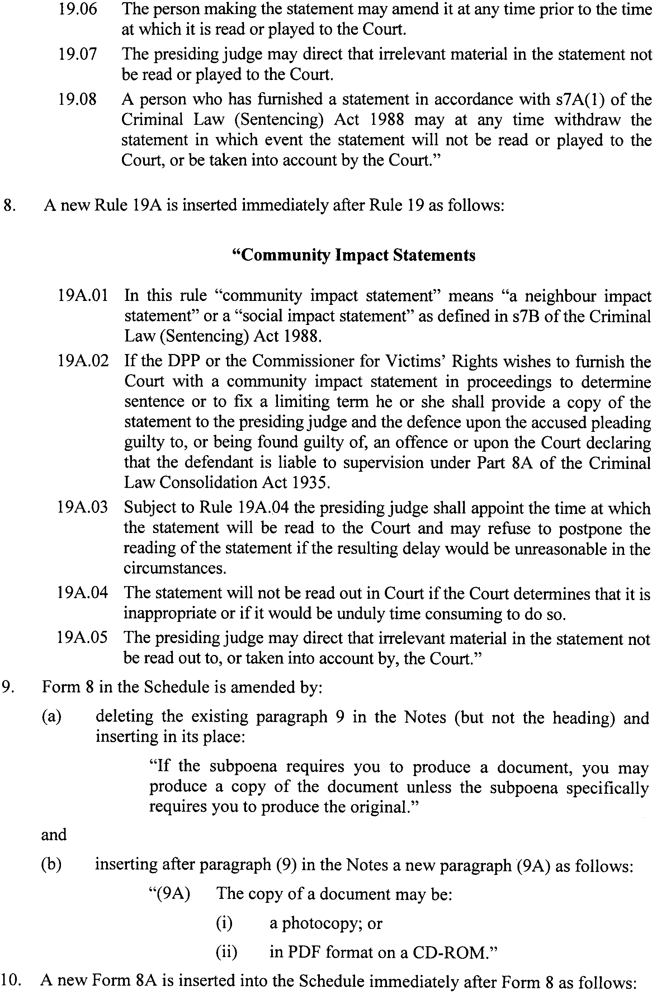 19.06 The person making the statement may amend it at any time prior to the time
at which it is read or played to the Court.
19.07 The presiding judge may direct that irrelevant material in the statement not
be read or played to the Court.
19.08 A person who has furnished a statement in accordance with s7A(1) of the
Criminal Law (Sentencing) Act 1988 may at any time withdraw the
statement in which event the statement will not be read or played to the
Court, or be taken into account by the Court.”
8. A new Rule 19A is inserted immediately after Rule 19 as follows:
“Community Impact Statements
19A.01 In this rule “community impact statement” means “a neighbour impact
statement” or a “social impact statement” as defined in s7B of the Criminal
Law (Sentencing) Act 1988.
19A.02 If the DPP or the Commissioner for Victims’ Rights wishes to furnish the
Court with a community impact statement in proceedings to determine
sentence or to fix a limiting term he or she shall provide a copy of the
statement to the presiding judge and the defence upon the accused pleading
guilty to, or being found guilty of, an offence or upon the Court declaring
that the defendant is liable to supervision under Part 8A of the Criminal
Law Consolidation Act 1935.
19A.03 Subject to Rule 19A.04 the presiding judge shall appoint the time at which
the statement will be read to the Court and may refuse to postpone the
reading of the statement if the resulting delay would be unreasonable in the
circumstances.
19A.04 The statement will not be read out in Court if the Court determines that it is
inappropriate or if it would be unduly time consuming to do so.
19A.05 The presiding judge may direct that irrelevant material in the statement not
be read out to, or taken into account by, the Court.”
9. Form 8 in the Schedule is amended by:
(a) deleting the existing paragraph 9 in the Notes (but not the heading) and
inserting in its place:
“If the subpoena requires you to produce a document, you may
produce a copy of the document unless the subpoena specifically
requires you to produce the original.”
and
(b) inserting after paragraph (9) in the Notes a new paragraph (9A) as follows:
“(9A) The copy of a document may be:
(i) a photocopy; or
(ii) in PDF format on a CD-ROM.”
10. A new Form 8A is inserted into the Schedule immediately after Form 8 as follows: